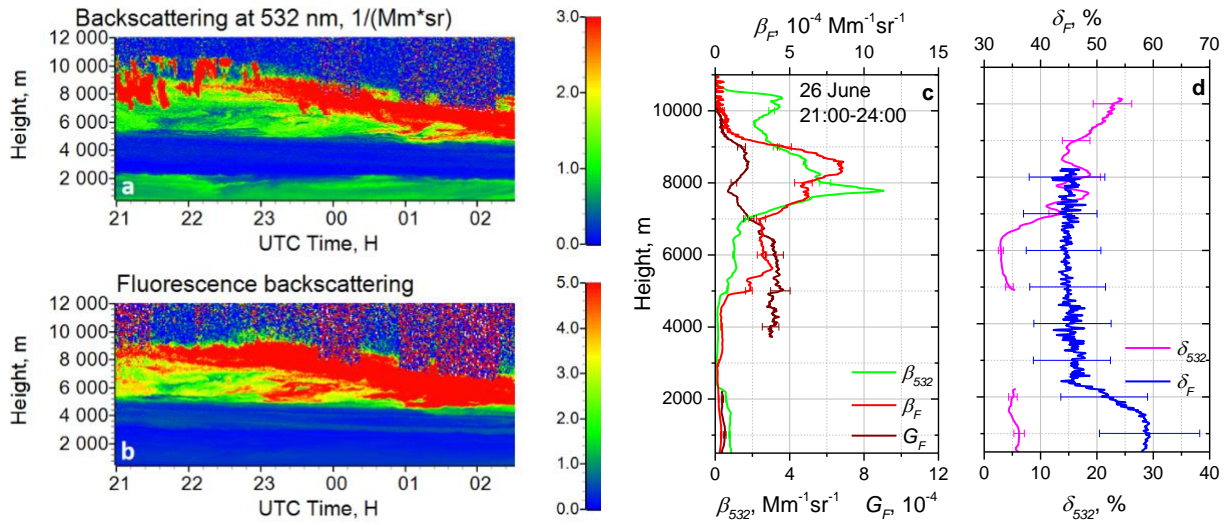 Backscattering at 532 nm, 1/(Mm*sr)
Height, m
12 000
10 000
8 000
6 000
4 000
2 000
a
21 22 23 00 01 02
UTC Time, H
3.0
2.0
1.0
0.0
Fluorescence backscattering
Height, m
12 000
10 000
8 000
6 000
4 000
2 000
b
21 22 23 00 01 02
UTC Time, H
5.0
4.0
3.0
2.0
1.0
0.0
β_F, 10⁻⁴ Mm⁻¹sr⁻¹
0 5 10 15
26 June
21:00-24:00
c
Height, m
10000
8000
6000
4000
2000
β₅₃₂
β_F
G_F
0 4 8 12
β₅₃₂, Mm⁻¹sr⁻¹ G_F, 10⁻⁴
δ_F, %
30 40 50 60 70
d
δ₅₃₂
δ_F
0 10 20 30 40
δ₅₃₂, %